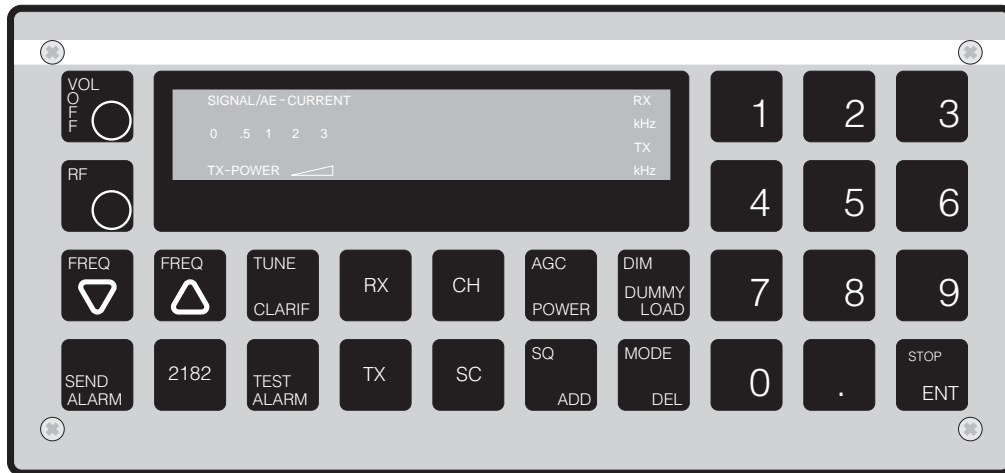 VOL
OFF
SIGNAL/AE-CURRENT
0 .5 1 2 3
TX-POWER
RX
kHz
TX
kHz
1
2
3
RF
4
5
6
FREQ
FREQ
TUNE
CLARIF
RX
CH
AGC
POWER
DIM
DUMMY
LOAD
7
8
9
SEND
ALARM
2182
TEST
ALARM
TX
SC
SQ
ADD
MODE
DEL
0
.
STOP
ENT